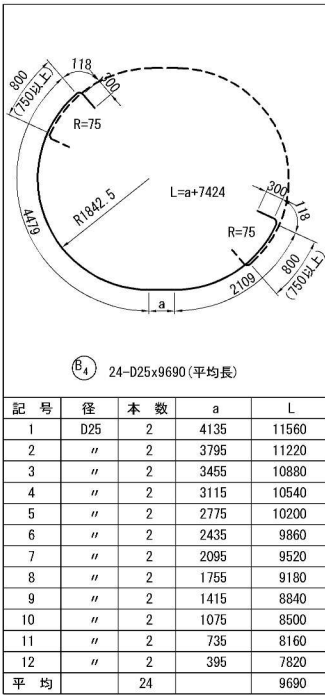 800
(750以上)
118
300
R=75
4479
R1842.5
L=a+7424
300
118
R=75
800
(750以上)
2109
a
B4 24-D25x9690(平均長)
記 号 径 本 数 a L
1 D25 2 4135 11560
2 〃 2 3795 11220
3 〃 2 3455 10880
4 〃 2 3115 10540
5 〃 2 2775 10200
6 〃 2 2435 9860
7 〃 2 2095 9520
8 〃 2 1755 9180
9 〃 2 1415 8840
10 〃 2 1075 8500
11 〃 2 735 8160
12 〃 2 395 7820
平 均 24 9690